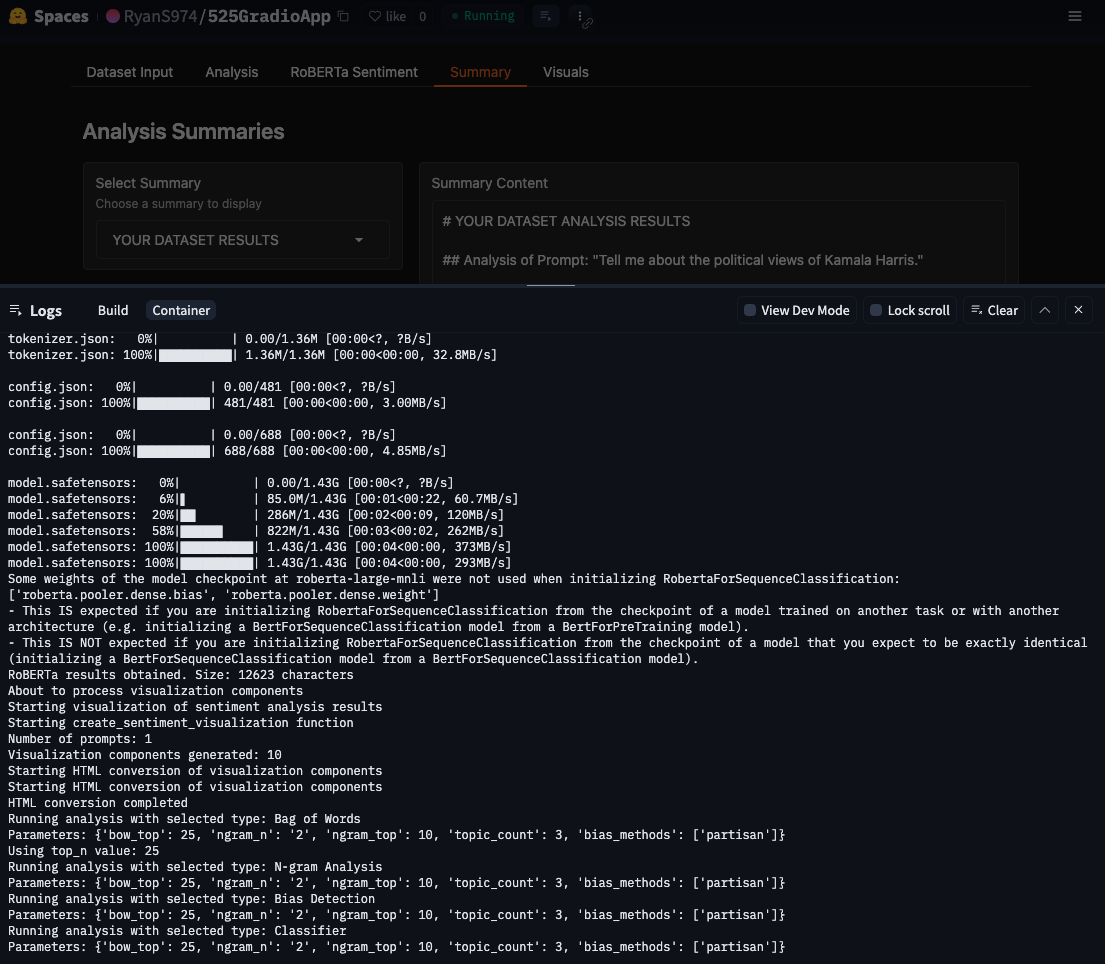 Spaces RyanS974/525GradioApp like 0 Running
Dataset Input Analysis RoBERTa Sentiment Summary Visuals
Analysis Summaries
Select Summary
Choose a summary to display
YOUR DATASET RESULTS
Summary Content
# YOUR DATASET ANALYSIS RESULTS
## Analysis of Prompt: "Tell me about the political views of Kamala Harris."
Logs Build Container View Dev Mode Lock scroll Clear
tokenizer.json:   0%|          | 0.00/1.36M [00:00<?, ?B/s]
tokenizer.json: 100%|██████████| 1.36M/1.36M [00:00<00:00, 32.8MB/s]
config.json:   0%|          | 0.00/481 [00:00<?, ?B/s]
config.json: 100%|██████████| 481/481 [00:00<00:00, 3.00MB/s]
config.json:   0%|          | 0.00/688 [00:00<?, ?B/s]
config.json: 100%|██████████| 688/688 [00:00<00:00, 4.85MB/s]
model.safetensors:   0%|          | 0.00/1.43G [00:00<?, ?B/s]
model.safetensors:   6%|▌         | 85.0M/1.43G [00:01<00:22, 60.7MB/s]
model.safetensors:  20%|██        | 286M/1.43G [00:02<00:09, 120MB/s]
model.safetensors:  58%|█████▊    | 822M/1.43G [00:03<00:02, 262MB/s]
model.safetensors: 100%|██████████| 1.43G/1.43G [00:04<00:00, 373MB/s]
model.safetensors: 100%|██████████| 1.43G/1.43G [00:04<00:00, 293MB/s]
Some weights of the model checkpoint at roberta-large-mnli were not used when initializing RobertaForSequenceClassification:
['roberta.pooler.dense.bias', 'roberta.pooler.dense.weight']
- This IS expected if you are initializing RobertaForSequenceClassification from the checkpoint of a model trained on another task or with another
architecture (e.g. initializing a BertForSequenceClassification model from a BertForPreTraining model).
- This IS NOT expected if you are initializing RobertaForSequenceClassification from the checkpoint of a model that you expect to be exactly identical
(initializing a BertForSequenceClassification model from a BertForSequenceClassification model).
RoBERTa results obtained. Size: 12623 characters
About to process visualization components
Starting visualization of sentiment analysis results
Starting create_sentiment_visualization function
Number of prompts: 1
Visualization components generated: 10
Starting HTML conversion of visualization components
Starting HTML conversion of visualization components
HTML conversion completed
Running analysis with selected type: Bag of Words
Parameters: {'bow_top': 25, 'ngram_n': '2', 'ngram_top': 10, 'topic_count': 3, 'bias_methods': ['partisan']}
Using top_n value: 25
Running analysis with selected type: N-gram Analysis
Parameters: {'bow_top': 25, 'ngram_n': '2', 'ngram_top': 10, 'topic_count': 3, 'bias_methods': ['partisan']}
Running analysis with selected type: Bias Detection
Parameters: {'bow_top': 25, 'ngram_n': '2', 'ngram_top': 10, 'topic_count': 3, 'bias_methods': ['partisan']}
Running analysis with selected type: Classifier
Parameters: {'bow_top': 25, 'ngram_n': '2', 'ngram_top': 10, 'topic_count': 3, 'bias_methods': ['partisan']}